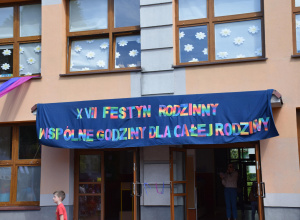 XVII FESTYN RODZINNY
WSPÓLNE GODZINY DLA CAŁEJ RODZINY